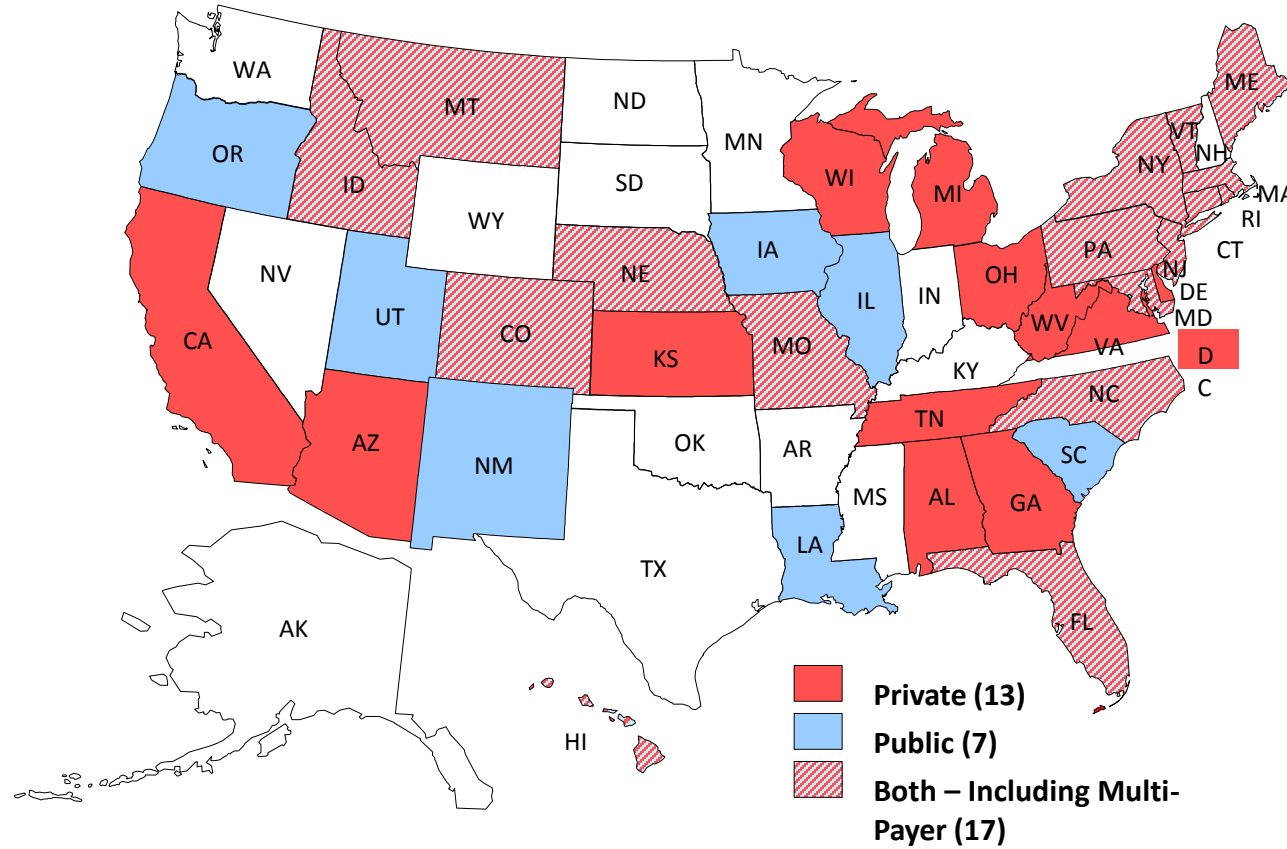 WA
MT
ND
MN
OR
ID
SD
WI
MI
NY
VT
NH
ME
MA
RI
CT
WY
IA
NE
PA
NJ
NV
UT
CO
IL
IN
OH
DE
MD
CA
KS
MO
WV
VA
D
C
KY
NC
AZ
NM
OK
AR
TN
SC
MS
AL
GA
LA
TX
FL
AK
HI
Private (13)
Public (7)
Both – Including Multi-
Payer (17)